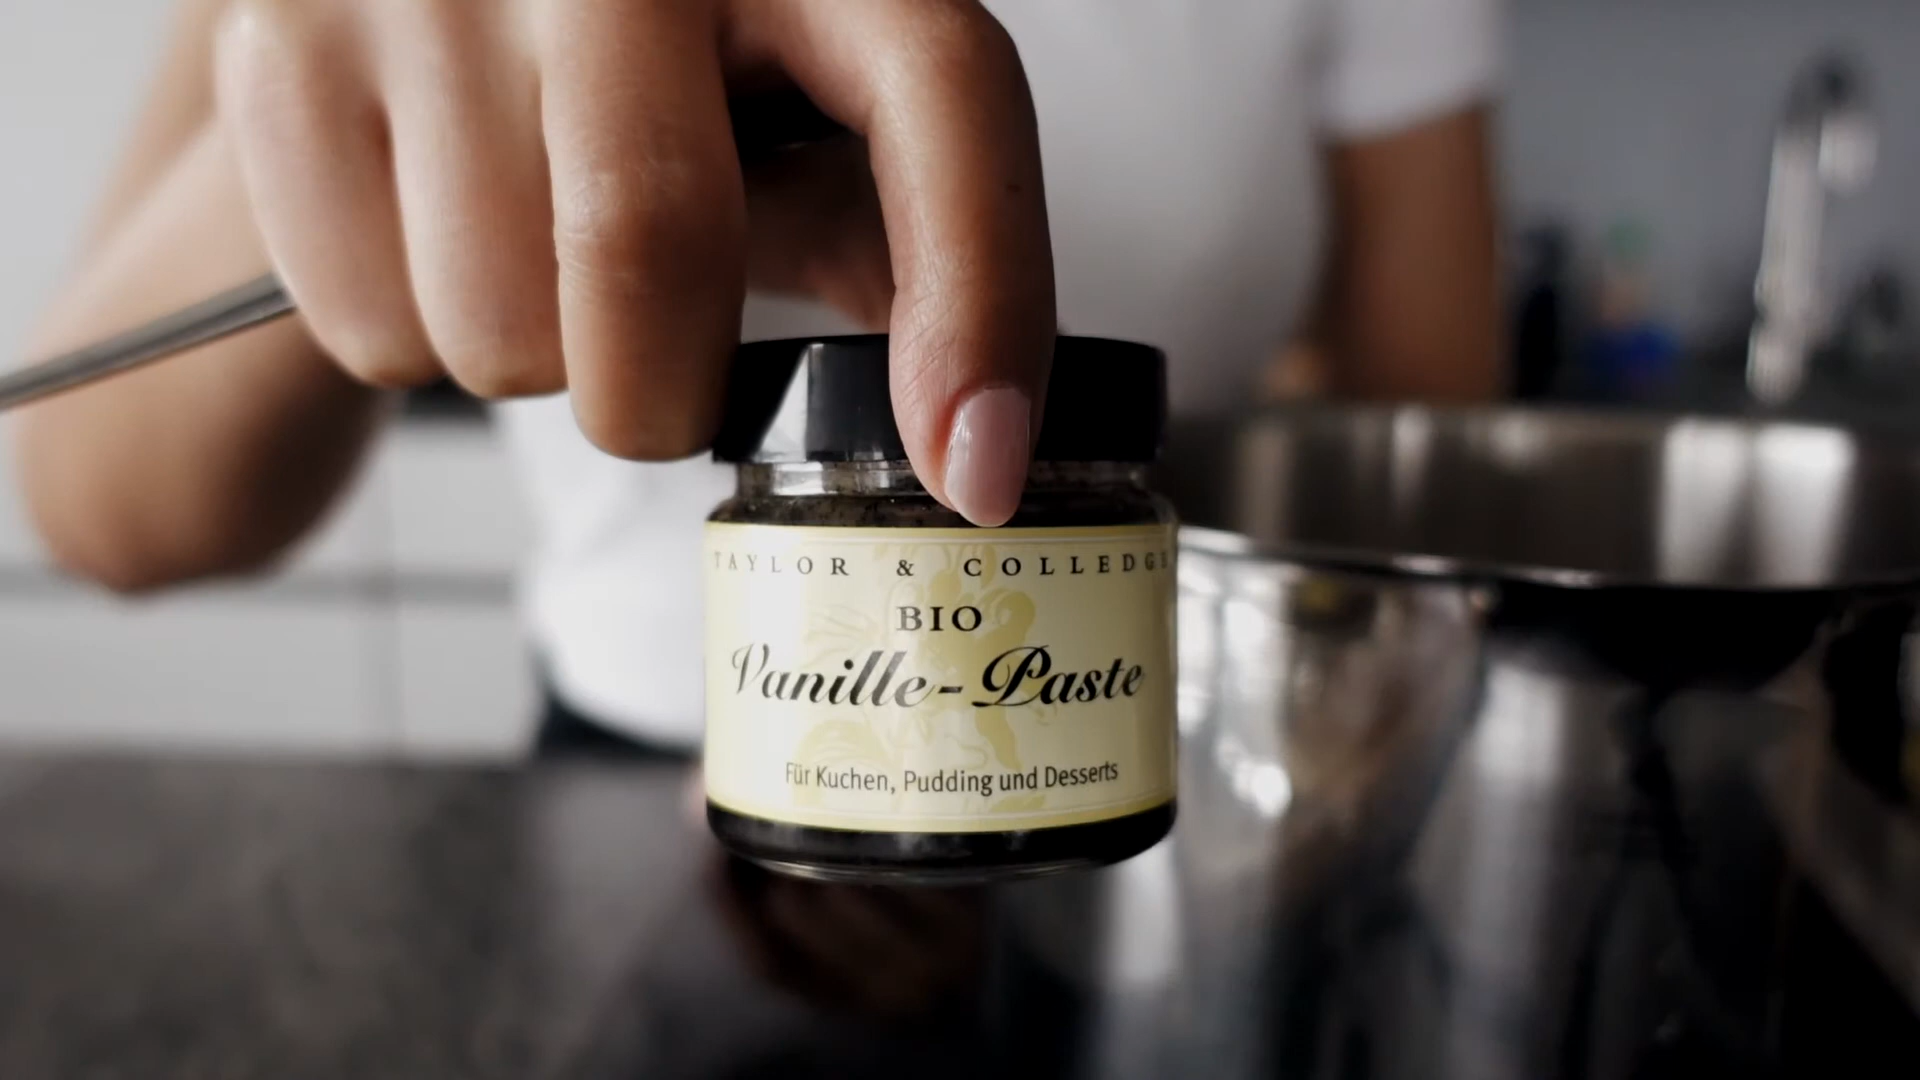 TAYLOR & COLLEDGE
BIO
Vanille-Paste
Für Kuchen, Pudding und Desserts